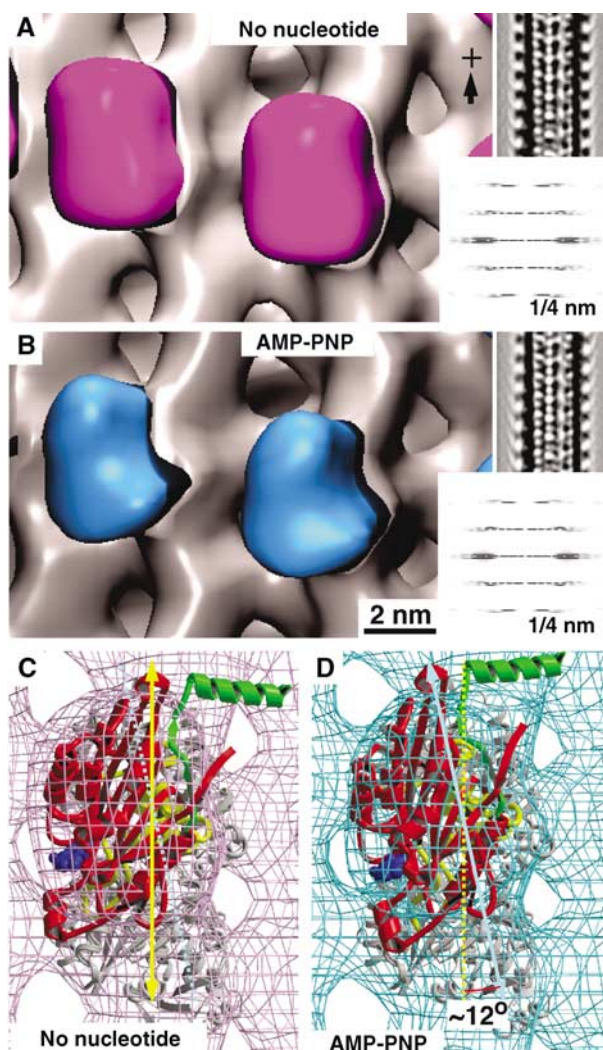 A
No nucleotide
+
1/4 nm
B
AMP-PNP
2 nm
1/4 nm
C
D
~12°
No nucleotide
AMP-PNP